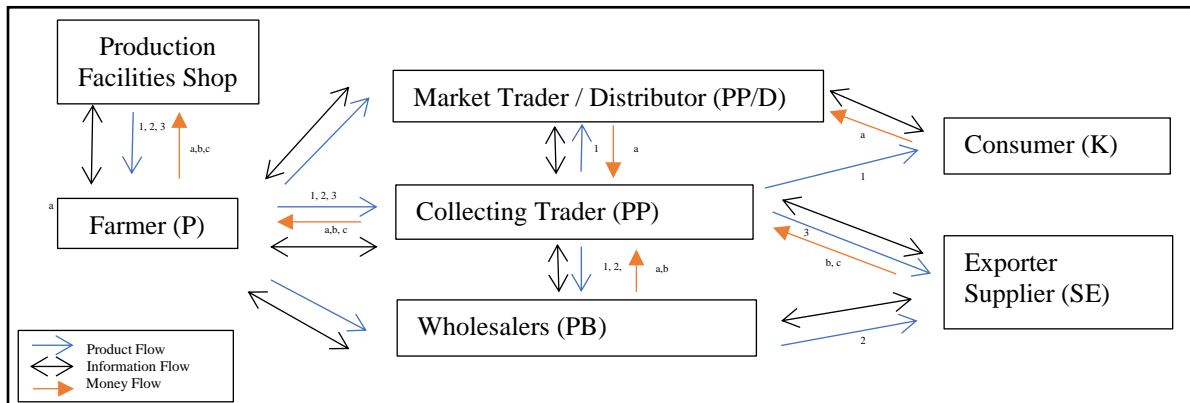 Production
Facilities Shop
1, 2, 3
a,b,c
Market Trader / Distributor (PP/D)
a
Consumer (K)
1
a
1
a
Farmer (P)
1, 2, 3
a,b, c
Collecting Trader (PP)
3
b, c
Exporter
Supplier (SE)
1, 2,
a,b
Wholesalers (PB)
2
Product Flow
Information Flow
Money Flow